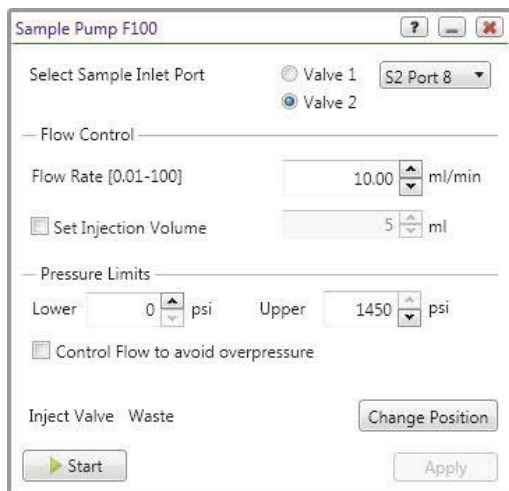 Sample Pump F100 ?
Select Sample Inlet Port Valve 1 S2 Port 8
Valve 2
Flow Control
Flow Rate [0.01-100] 10.00 ml/min
Set Injection Volume 5 ml
Pressure Limits
Lower 0 psi Upper 1450 psi
Control Flow to avoid overpressure
Inject Valve Waste Change Position
Start Apply